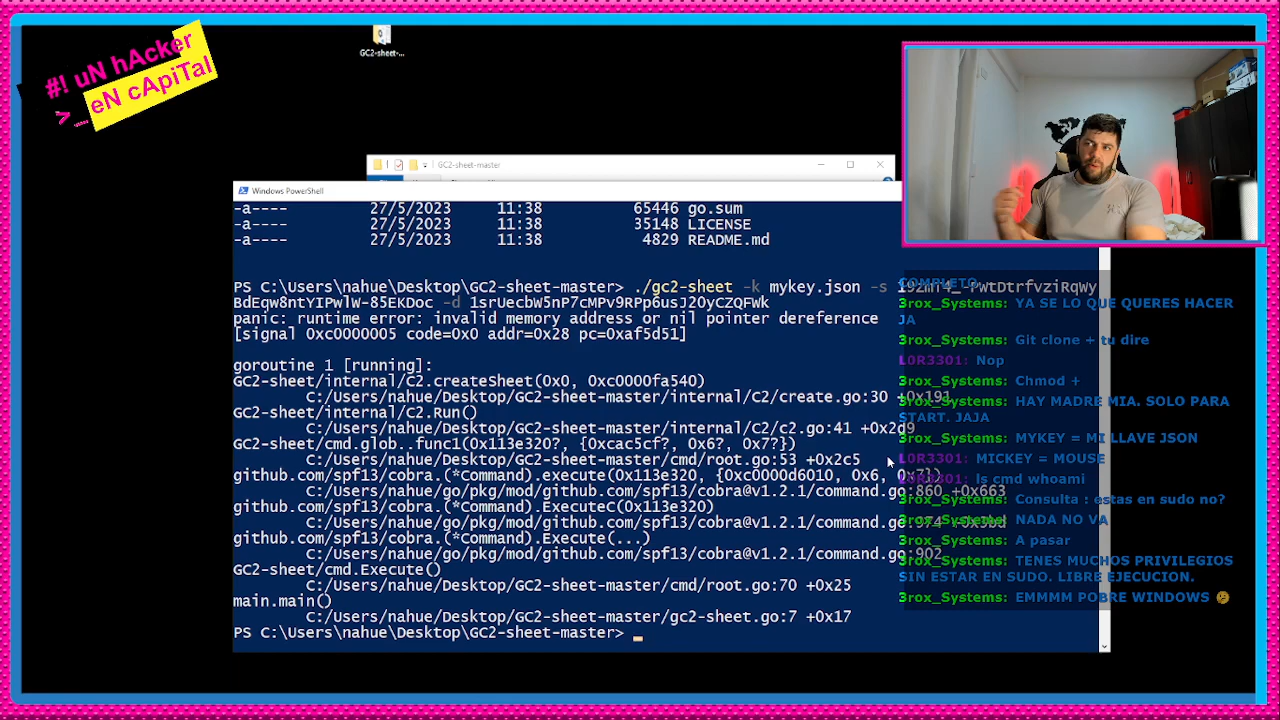 #! uN hAcker
>_ eN cApiTal
GC2-sheet-...
GC2-sheet-master
Windows PowerShell
-a---- 27/5/2023 11:38 65446 go.sum
-a---- 27/5/2023 11:38 35148 LICENSE
-a---- 27/5/2023 11:38 4829 README.md
PS C:\Users\nahue\Desktop\GC2-sheet-master> ./gc2-sheet -k mykey.json -s
BdEqw8ntYIPwlW-85EKDoc -d 1srUecbW5nP7cMPv9RPp6usJ2OyCZQFWk
panic: runtime error: invalid memory address or nil pointer dereference
[signal 0xc0000005 code=0x0 addr=0x28 pc=0xaf5d51]
goroutine 1 [running]:
GC2-sheet/internal/C2.createSheet(0x0, 0xc0000fa540)
C:/Users/nahue/Desktop/GC2-sheet-master/internal/C2/create.go:30 +0x191
GC2-sheet/internal/C2.Run()
C:/Users/nahue/Desktop/GC2-sheet-master/internal/C2/c2.go:41 +0x2d9
GC2-sheet/cmd.glob..func1(0x113e320?, {0xcac5cf?, 0x6?, 0x7?})
C:/Users/nahue/Desktop/GC2-sheet-master/cmd/root.go:53 +0x2c5
github.com/spf13/cobra.(*Command).execute(0x113e320, {0xc0000d6010, 0x6, 0x7})
C:/Users/nahue/go/pkg/mod/github.com/spf13/cobra@v1.2.1/command.go:860 +0x663
github.com/spf13/cobra.(*Command).ExecuteC(0x113e320)
C:/Users/nahue/go/pkg/mod/github.com/spf13/cobra@v1.2.1/command.go:974 +0x3bd
github.com/spf13/cobra.(*Command).Execute(...)
C:/Users/nahue/go/pkg/mod/github.com/spf13/cobra@v1.2.1/command.go:902
GC2-sheet/cmd.Execute()
C:/Users/nahue/Desktop/GC2-sheet-master/cmd/root.go:70 +0x25
main.main()
C:/Users/nahue/Desktop/GC2-sheet-master/gc2-sheet.go:7 +0x17
PS C:\Users\nahue\Desktop\GC2-sheet-master>
COMPLETO.
3rox_Systems: YA SE LO QUE QUERES HACER
JA
3rox_Systems: Git clone + tu dire
L0R3301: Nop
3rox_Systems: Chmod +
3rox_Systems: HAY MADRE MIA. SOLO PARA
START. JAJA
3rox_Systems: MYKEY = MI LLAVE JSON
L0R3301: MICKEY = MOUSE
L0R3301: ls cmd whoami
3rox_Systems: Consulta : estas en sudo no?
3rox_Systems: NADA NO VA
3rox_Systems: A pasar
3rox_Systems: TENES MUCHOS PRIVILEGIOS
SIN ESTAR EN SUDO. LIBRE EJECUCION.
3rox_Systems: EMMMM POBRE WINDOWS 🤔